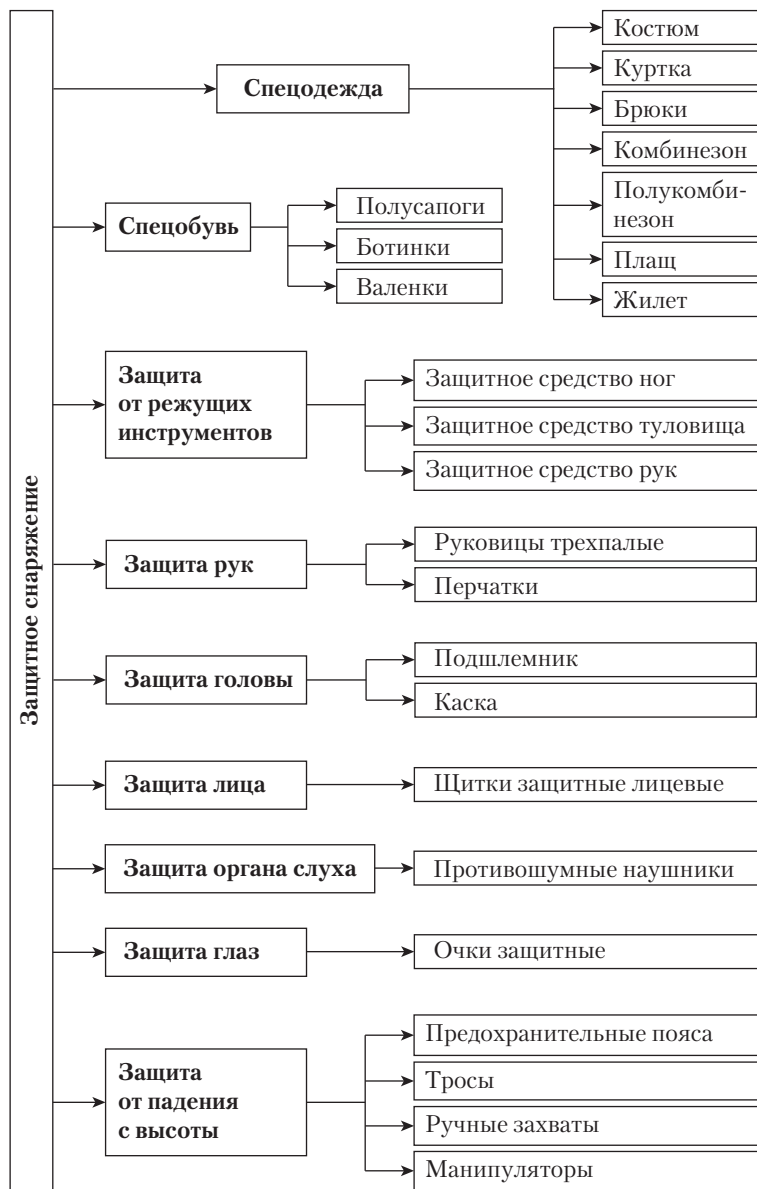 Защитное снаряжение
Спецодежда
Костюм
Куртка
Брюки
Комбинезон
Полукомби-
незон
Плащ
Жилет
Спецобувь
Полусапоги
Ботинки
Валенки
Защита
от режущих
инструментов
Защитное средство ног
Защитное средство туловища
Защитное средство рук
Защита рук
Руковицы трехпалые
Перчатки
Защита головы
Подшлемник
Каска
Защита лица
Щитки защитные лицевые
Защита органа слуха
Противошумные наушники
Защита глаз
Очки защитные
Защита
от падения
с высоты
Предохранительные пояса
Тросы
Ручные захваты
Манипуляторы